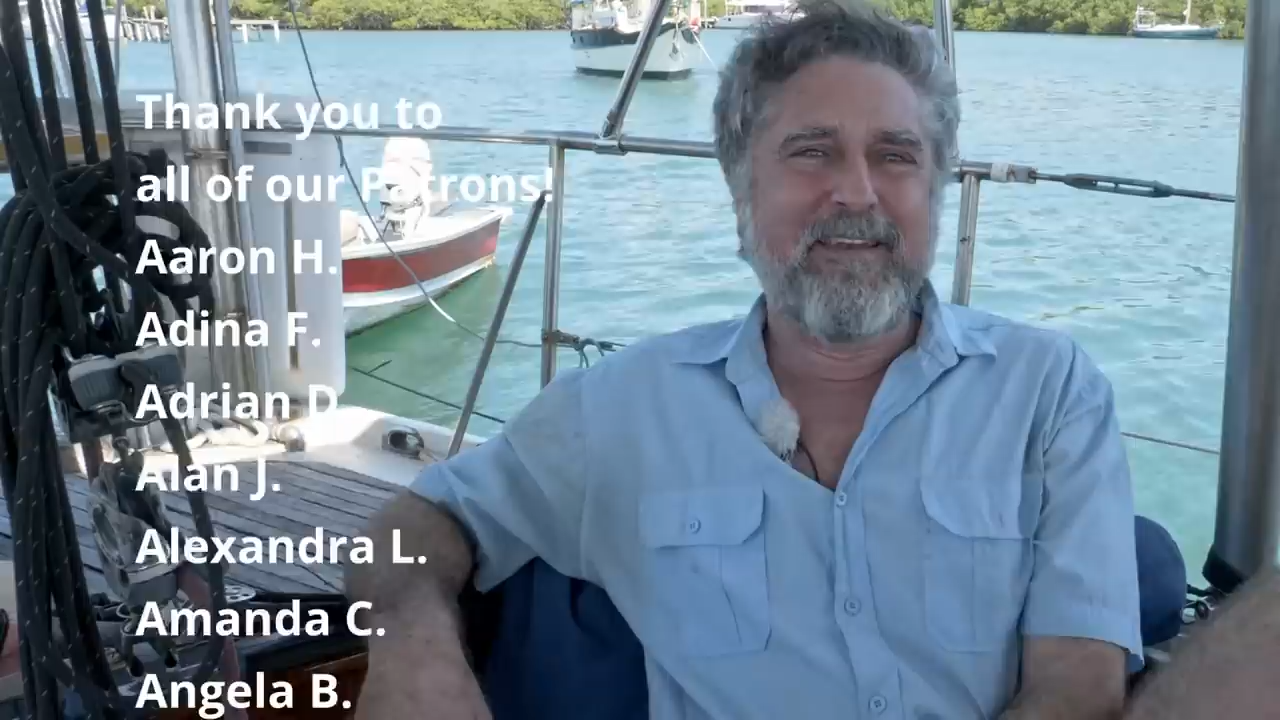 Thank you to
all of our Patrons!
Aaron H.
Adina F.
Adrian D.
Alan J.
Alexandra L.
Amanda C.
Angela B.